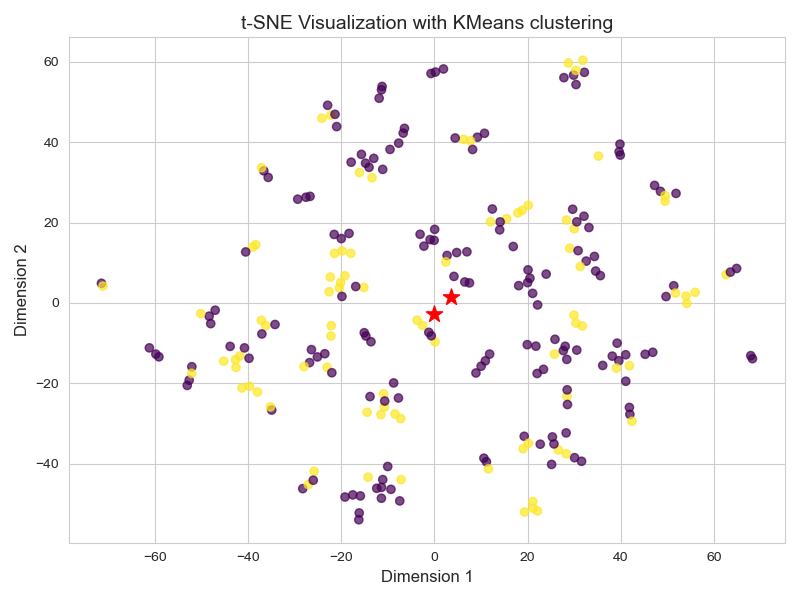 t-SNE Visualization with KMeans clustering
60
40
20
0
−20
−40
Dimension 2
−60 −40 −20 0 20 40 60
Dimension 1